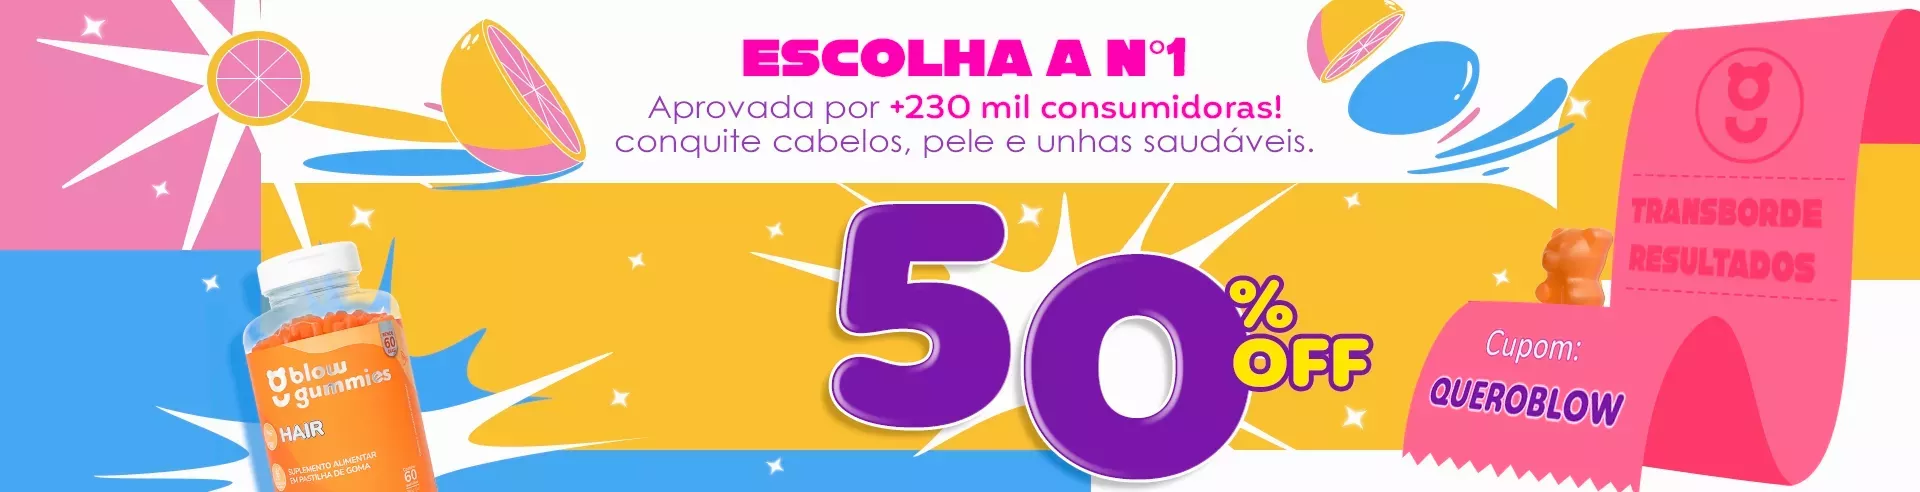 ESCOLHA A N°1
Aprovada por +230 mil consumidoras!
conquite cabelos, pele e unhas saudáveis.
50% OFF
TRANSBORDE
RESULTADOS
Cupom:
QUEROBLOW
60
blow
gummies
HAIR
SUPLEMENTO ALIMENTAR
EM PASTILHA DE GOMA
60